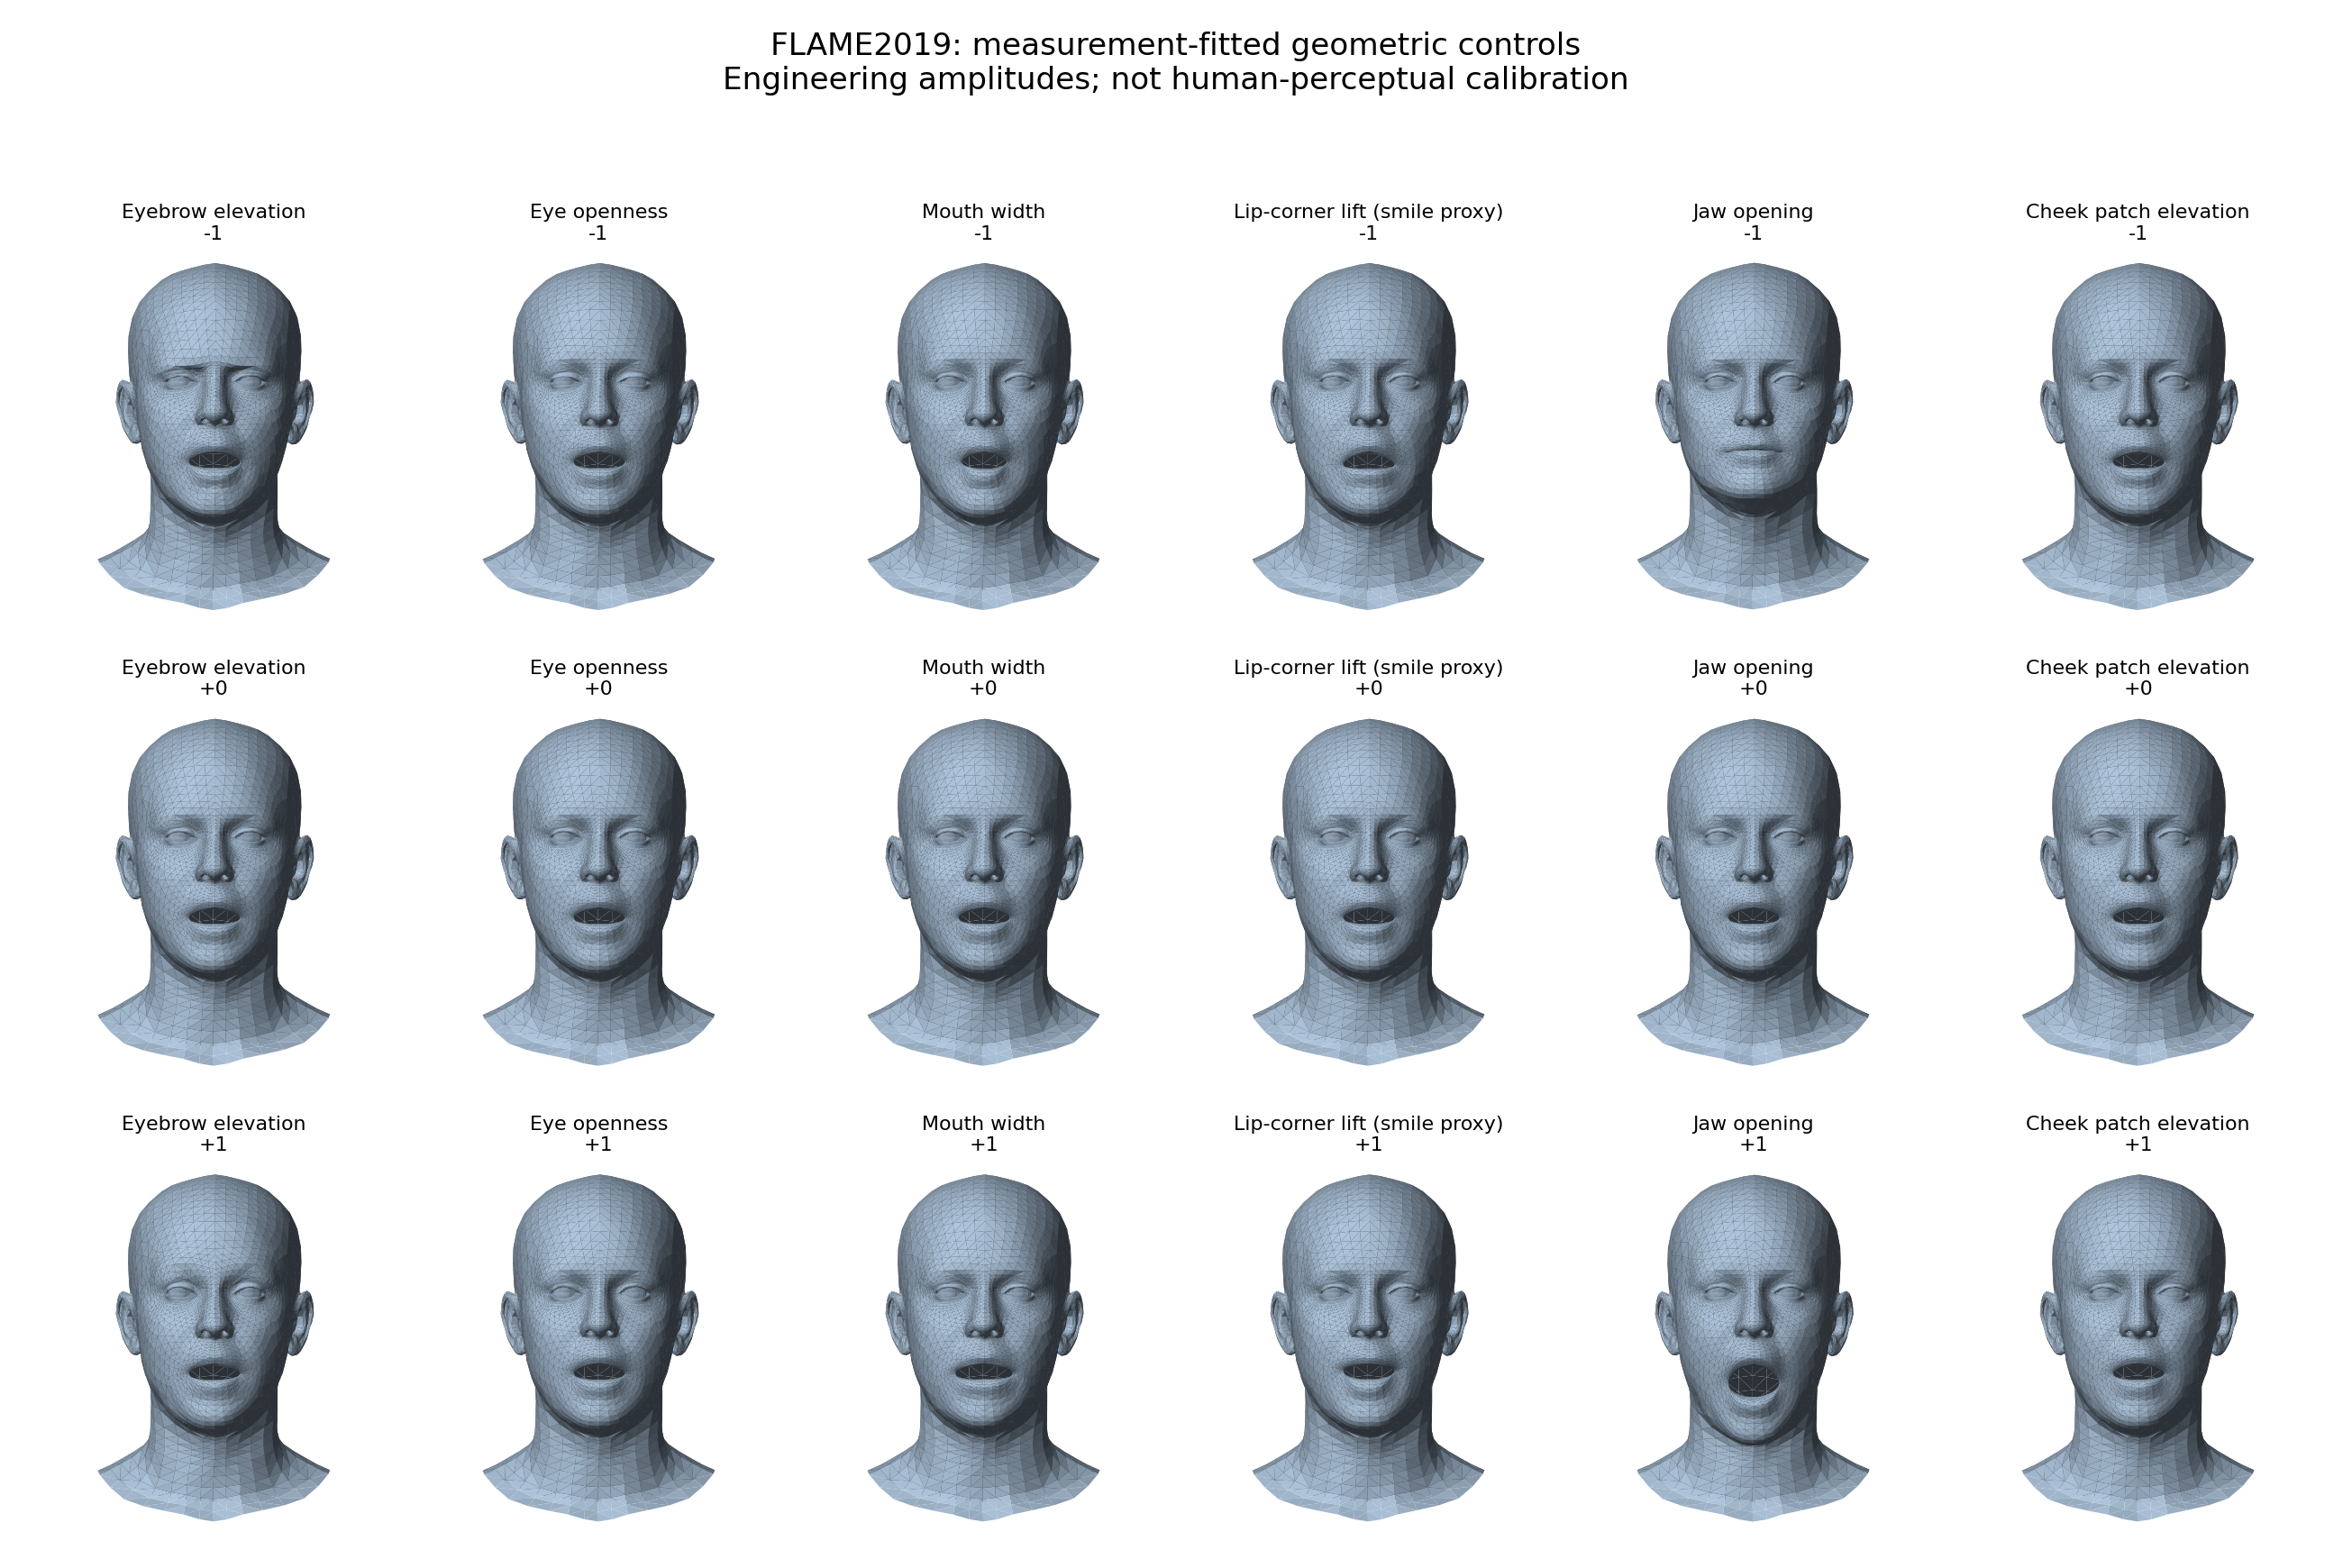 FLAME2019: measurement-fitted geometric controls
Engineering amplitudes; not human-perceptual calibration
Eyebrow elevation
-1
Eye openness
-1
Mouth width
-1
Lip-corner lift (smile proxy)
-1
Jaw opening
-1
Cheek patch elevation
-1
Eyebrow elevation
+0
Eye openness
+0
Mouth width
+0
Lip-corner lift (smile proxy)
+0
Jaw opening
+0
Cheek patch elevation
+0
Eyebrow elevation
+1
Eye openness
+1
Mouth width
+1
Lip-corner lift (smile proxy)
+1
Jaw opening
+1
Cheek patch elevation
+1